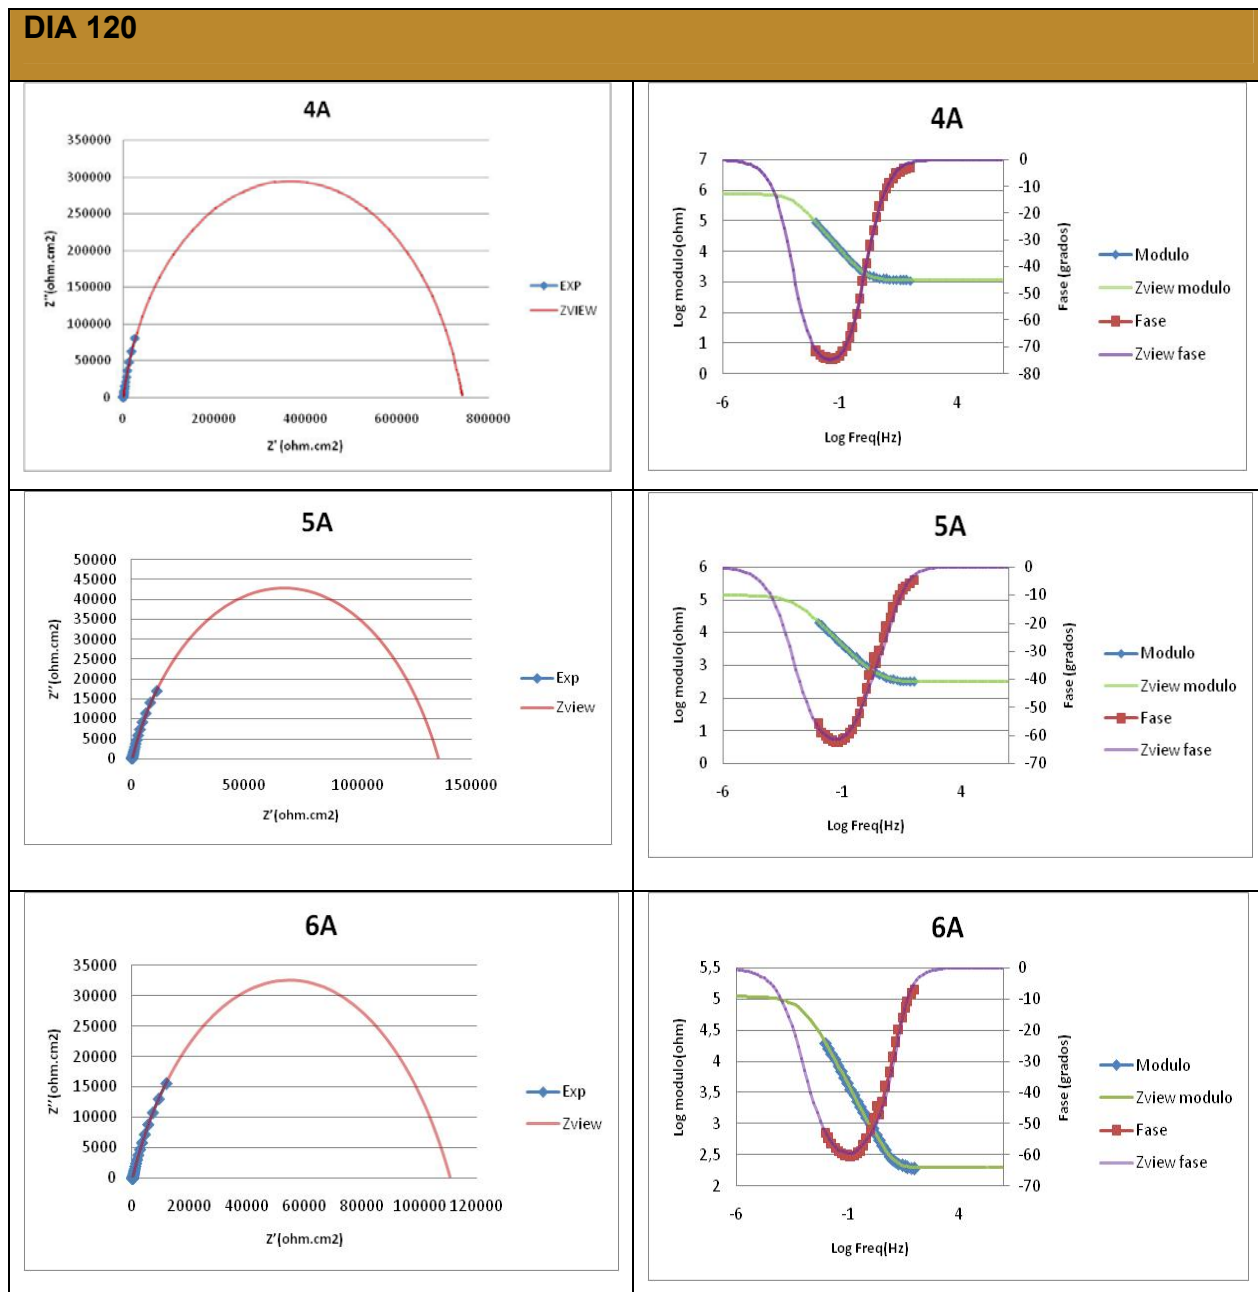 DIA 120
4A
350000
300000
250000
200000
150000
100000
50000
0
Z''(ohm.cm2)
0 200000 400000 600000 800000
Z' (ohm.cm2)
EXP
ZVIEW
4A
7
6
5
4
3
2
1
0
Log modulo(ohm)
0
-10
-20
-30
-40
-50
-60
-70
-80
Fase (grados)
-6 -1 4
Log Freq(Hz)
Modulo
Zview modulo
Fase
Zview fase
5A
50000
45000
40000
35000
30000
25000
20000
15000
10000
5000
0
Z''(ohm.cm2)
0 50000 100000 150000
Z'(ohm.cm2)
Exp
Zview
5A
6
5
4
3
2
1
0
Log modulo(ohm)
0
-10
-20
-30
-40
-50
-60
-70
Fase (grados)
-6 -1 4
Log Freq(Hz)
Modulo
Zview modulo
Fase
Zview fase
6A
35000
30000
25000
20000
15000
10000
5000
0
Z''(ohm.cm2)
0 20000 40000 60000 80000 100000 120000
Z'(ohm.cm2)
Exp
Zview
6A
5,5
5
4,5
4
3,5
3
2,5
2
Log modulo(ohm)
0
-10
-20
-30
-40
-50
-60
-70
Fase (grados)
-6 -1 4
Log Freq(Hz)
Modulo
Zview modulo
Fase
Zview fase